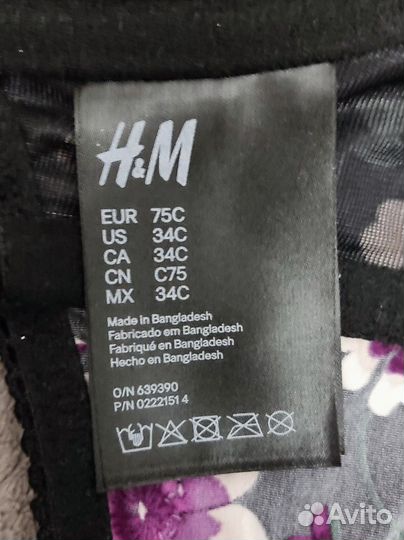 H&M
EUR 75C
US 34C
CA 34C
CN C75
MX 34C
Made in Bangladesh
Fabricado em Bangladesh
Fabriqué en Bangladesh
Hecho en Bangladesh
O/N 639390
P/N 0222151 4
Avito